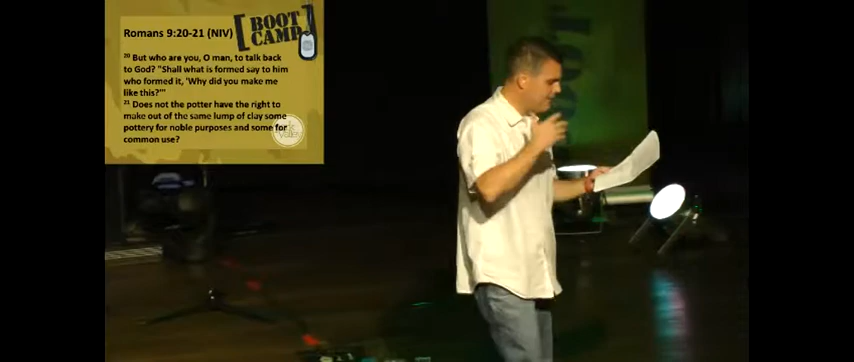 [BOOT
CAMP]
Romans 9:20-21 (NIV)
20 But who are you, O man, to talk back
to God? "Shall what is formed say to him
who formed it, 'Why did you make me
like this?'"
21 Does not the potter have the right to
make out of the same lump of clay some
pottery for noble purposes and some for
common use?